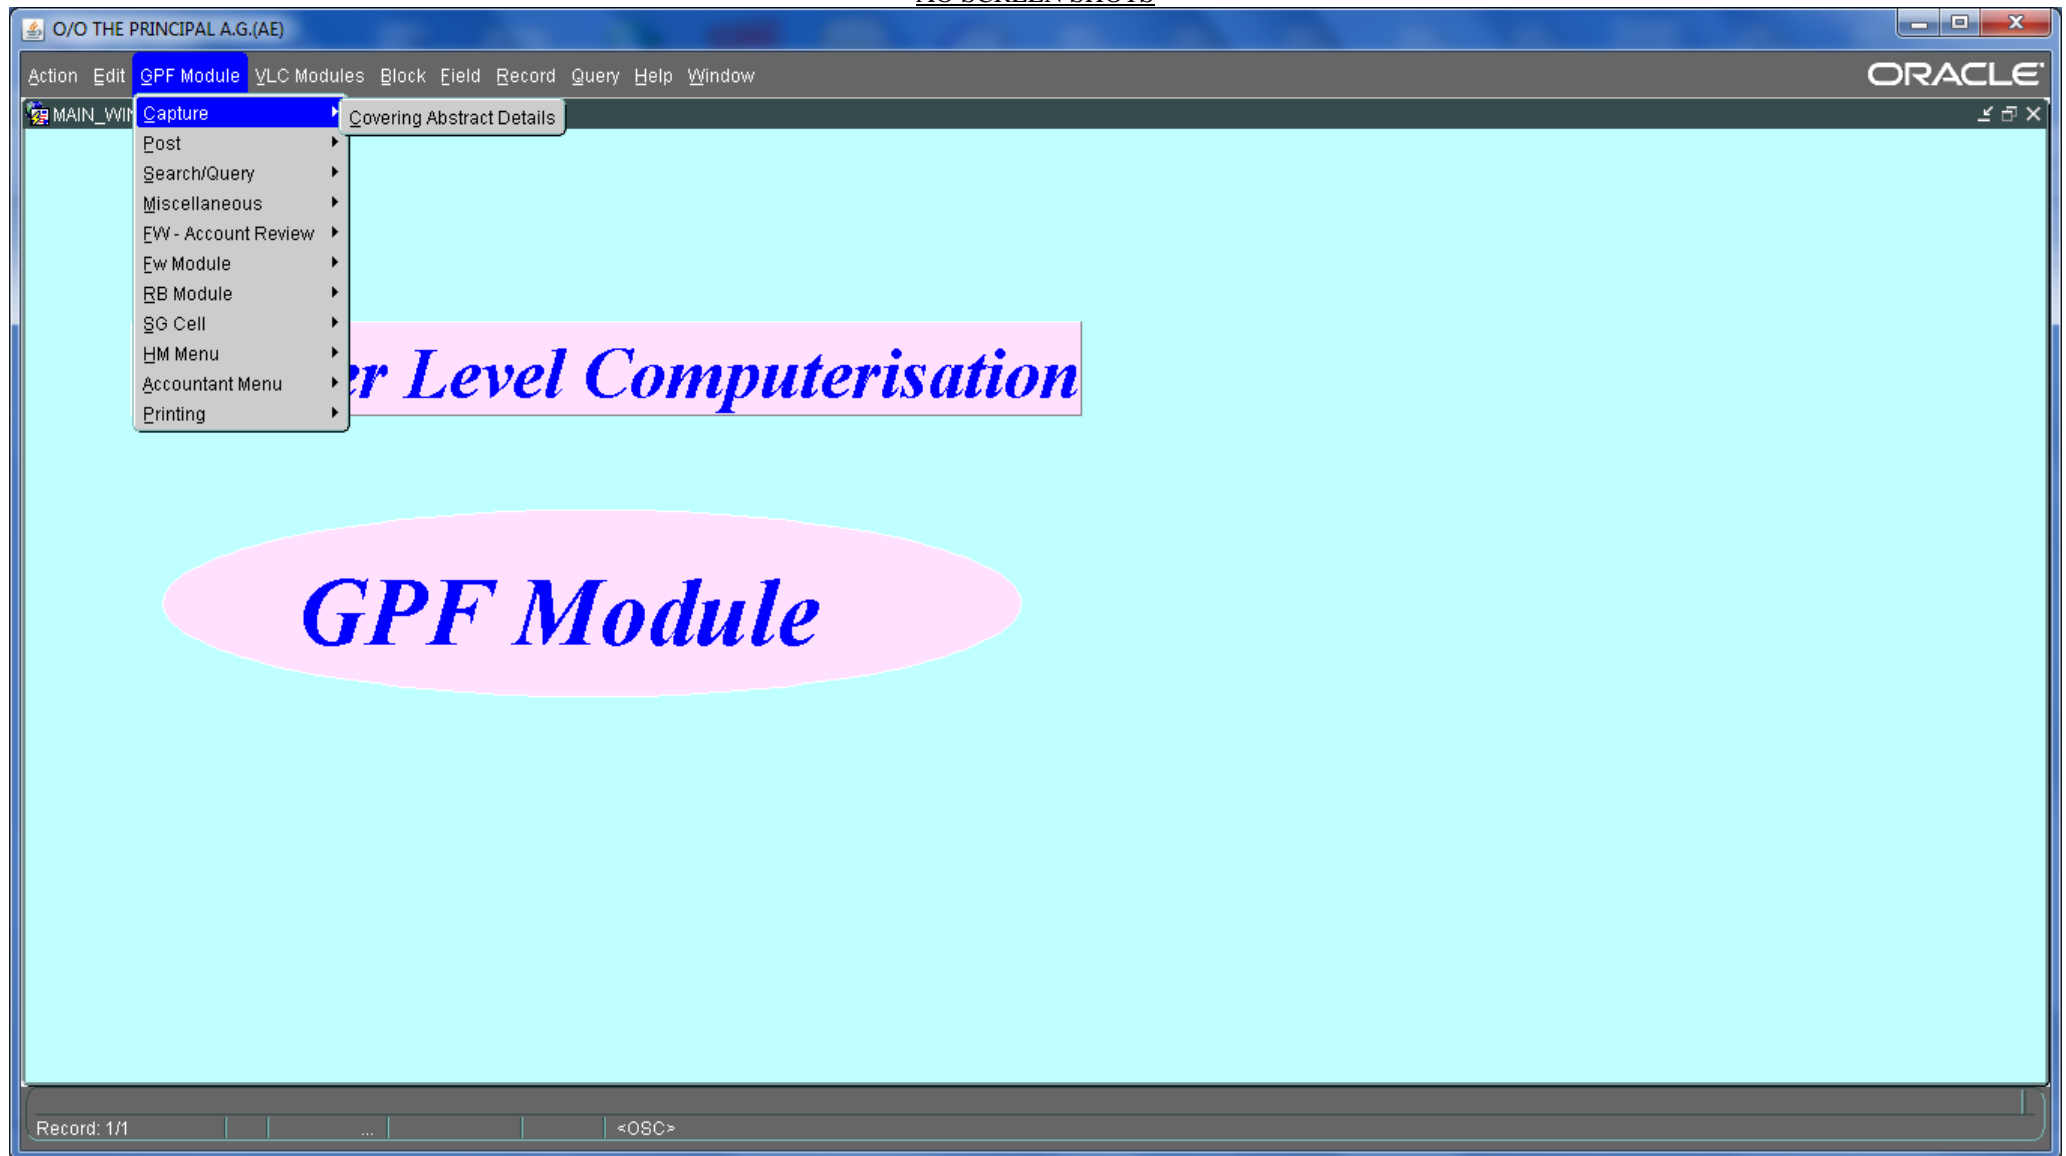 O/O THE PRINCIPAL A.G.(AE)
Action Edit GPF Module VLC Modules Block Field Record Query Help Window
ORACLE
MAIN_WIN
Capture
Covering Abstract Details
Post
Search/Query
Miscellaneous
FW - Account Review
Fw Module
RB Module
SG Cell
HM Menu
Accountant Menu
Printing
er Level Computerisation
GPF Module
Record: 1/1 ... <OSC>